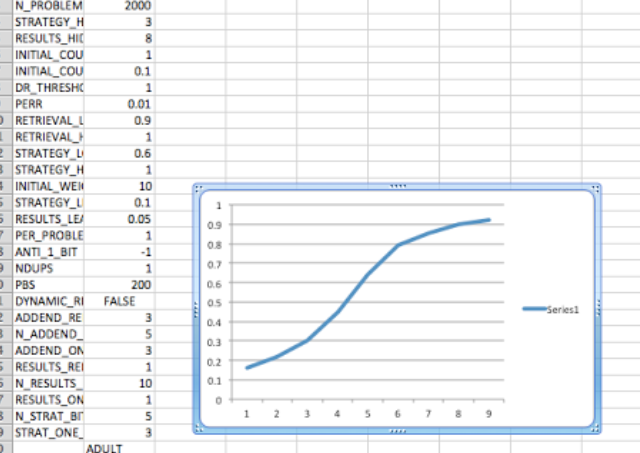 N_PROBLEM 2000
STRATEGY_H 3
RESULTS_HID 8
INITIAL_COU 1
INITIAL_COU 0.1
DR_THRESHO 1
PERR 0.01
RETRIEVAL_L 0.9
RETRIEVAL_H 1
STRATEGY_L 0.6
STRATEGY_H 1
INITIAL_WEI 10
STRATEGY_L 0.1
RESULTS_LEA 0.05
PER_PROBLE 1
ANTI_1_BIT -1
NDUPS 1
PBS 200
DYNAMIC_R FALSE
ADDEND_RE 3
N_ADDEND_ 5
ADDEND_ON 3
RESULTS_REI 1
N_RESULTS_ 10
RESULTS_ON 1
N_STRAT_BI 5
STRAT_ONE_ 3
ADULT
1
0.9
0.8
0.7
0.6
0.5
0.4
0.3
0.2
0.1
0
1 2 3 4 5 6 7 8 9
Series1